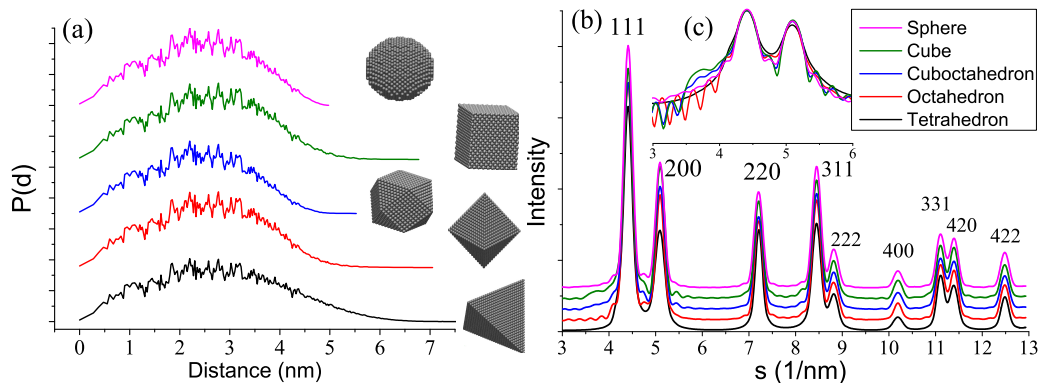 (a)
P(d)
0 1 2 3 4 5 6 7
Distance (nm)
(b)
(c)
111
200
220
311
222
400
331
420
422
Sphere
Cube
Cuboctahedron
Octahedron
Tetrahedron
3 4 5 6
Intensity
3 4 5 6 7 8 9 10 11 12 13
s (1/nm)